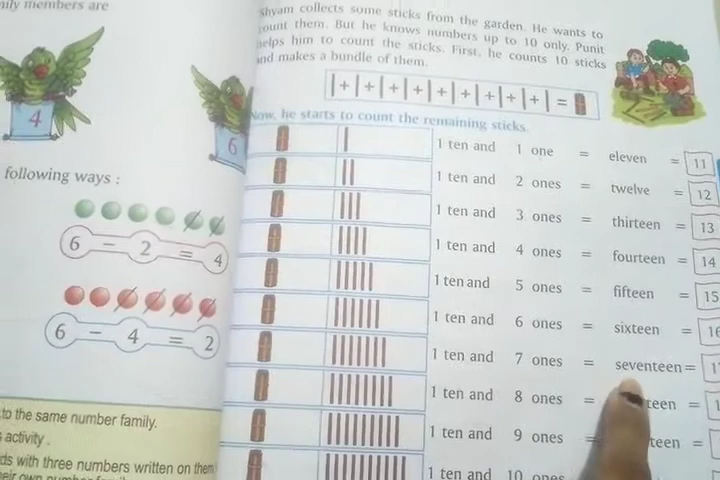 mily members are
4
6
following ways :
6 − 2 = 4
6 − 4 = 2
to the same number family.
activity .
ds with three numbers written on them
Shyam collects some sticks from the garden. He wants to
count them. But he knows numbers up to 10 only. Punit
helps him to count the sticks. First, he counts 10 sticks
and makes a bundle of them.
|+|+|+|+|+|+|+|+|+| =
Now, he starts to count the remaining sticks.
1 ten and 1 one = eleven = 11
1 ten and 2 ones = twelve = 12
1 ten and 3 ones = thirteen = 13
1 ten and 4 ones = fourteen = 14
1 ten and 5 ones = fifteen = 15
1 ten and 6 ones = sixteen = 16
1 ten and 7 ones = seventeen = 1
1 ten and 8 ones = teen = 1
1 ten and 9 ones = teen =
1 ten and 10 ones